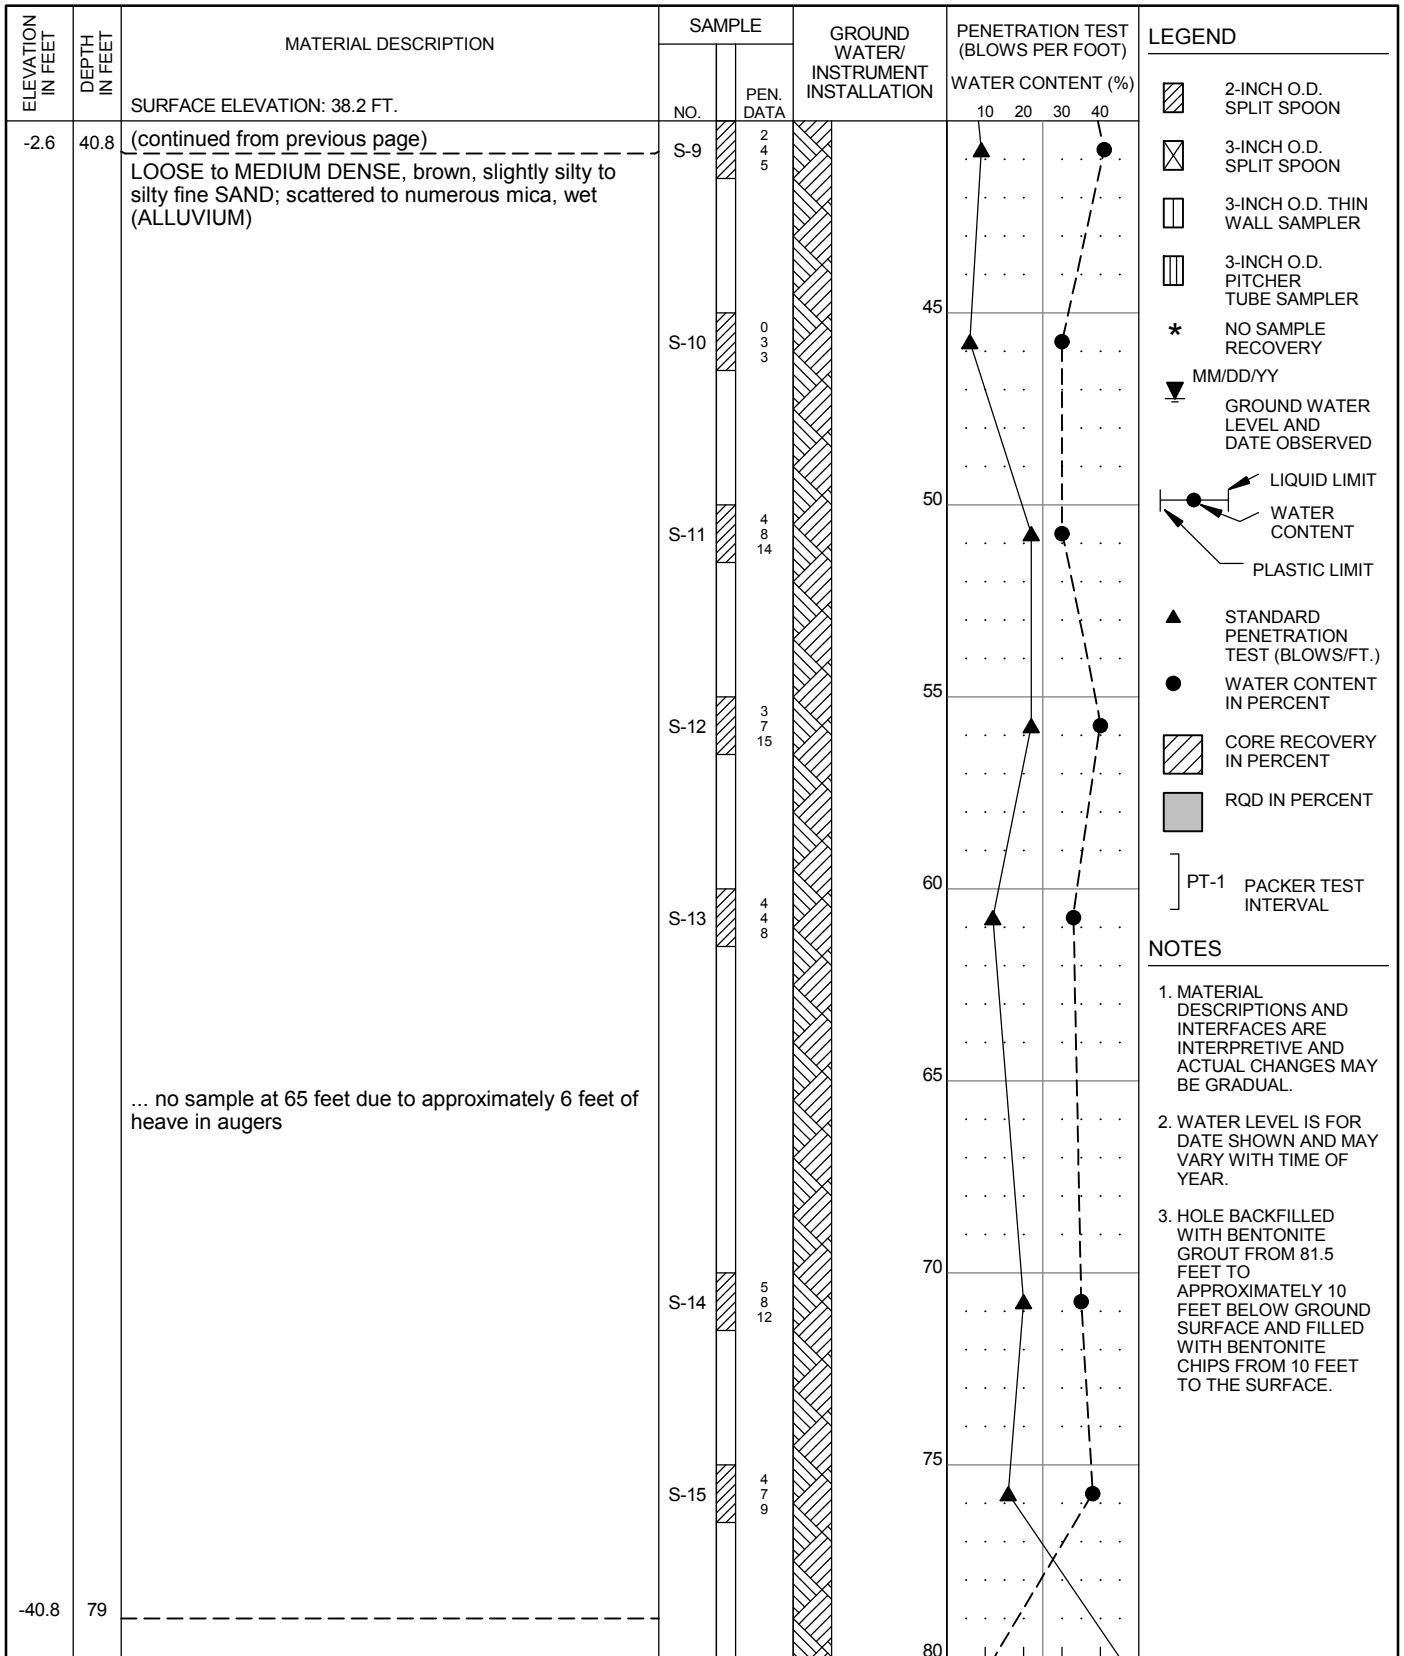 ELEVATION
IN FEET
DEPTH
IN FEET
MATERIAL DESCRIPTION
SURFACE ELEVATION: 38.2 FT.
SAMPLE
NO.
PEN.
DATA
GROUND
WATER/
INSTRUMENT
INSTALLATION
PENETRATION TEST
(BLOWS PER FOOT)
WATER CONTENT (%)
10 20 30 40
-2.6 40.8 (continued from previous page)
LOOSE to MEDIUM DENSE, brown, slightly silty to
silty fine SAND; scattered to numerous mica, wet
(ALLUVIUM)
S-9
2
4
5
45
S-10
0
3
3
50
S-11
4
8
14
55
S-12
3
7
15
60
S-13
4
4
8
65
... no sample at 65 feet due to approximately 6 feet of
heave in augers
70
S-14
5
8
12
75
S-15
4
7
9
-40.8 79
80
LEGEND
2-INCH O.D.
SPLIT SPOON
3-INCH O.D.
SPLIT SPOON
3-INCH O.D. THIN
WALL SAMPLER
3-INCH O.D.
PITCHER
TUBE SAMPLER
* NO SAMPLE
RECOVERY
MM/DD/YY
GROUND WATER
LEVEL AND
DATE OBSERVED
LIQUID LIMIT
WATER
CONTENT
PLASTIC LIMIT
STANDARD
PENETRATION
TEST (BLOWS/FT.)
WATER CONTENT
IN PERCENT
CORE RECOVERY
IN PERCENT
RQD IN PERCENT
PT-1 PACKER TEST
INTERVAL
NOTES
1. MATERIAL
DESCRIPTIONS AND
INTERFACES ARE
INTERPRETIVE AND
ACTUAL CHANGES MAY
BE GRADUAL.
2. WATER LEVEL IS FOR
DATE SHOWN AND MAY
VARY WITH TIME OF
YEAR.
3. HOLE BACKFILLED
WITH BENTONITE
GROUT FROM 81.5
FEET TO
APPROXIMATELY 10
FEET BELOW GROUND
SURFACE AND FILLED
WITH BENTONITE
CHIPS FROM 10 FEET
TO THE SURFACE.